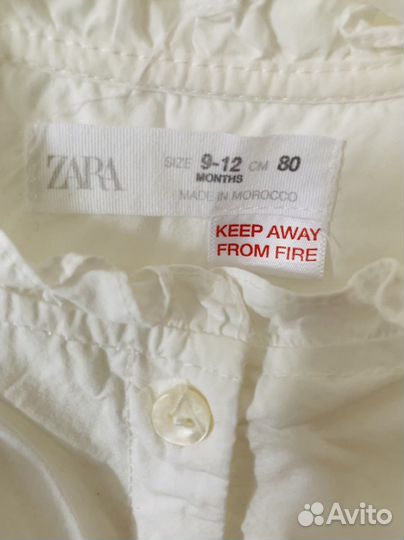 ZARA
SIZE 9-12 CM 80
MONTHS
MADE IN MOROCCO
KEEP AWAY
FROM FIRE
Avito